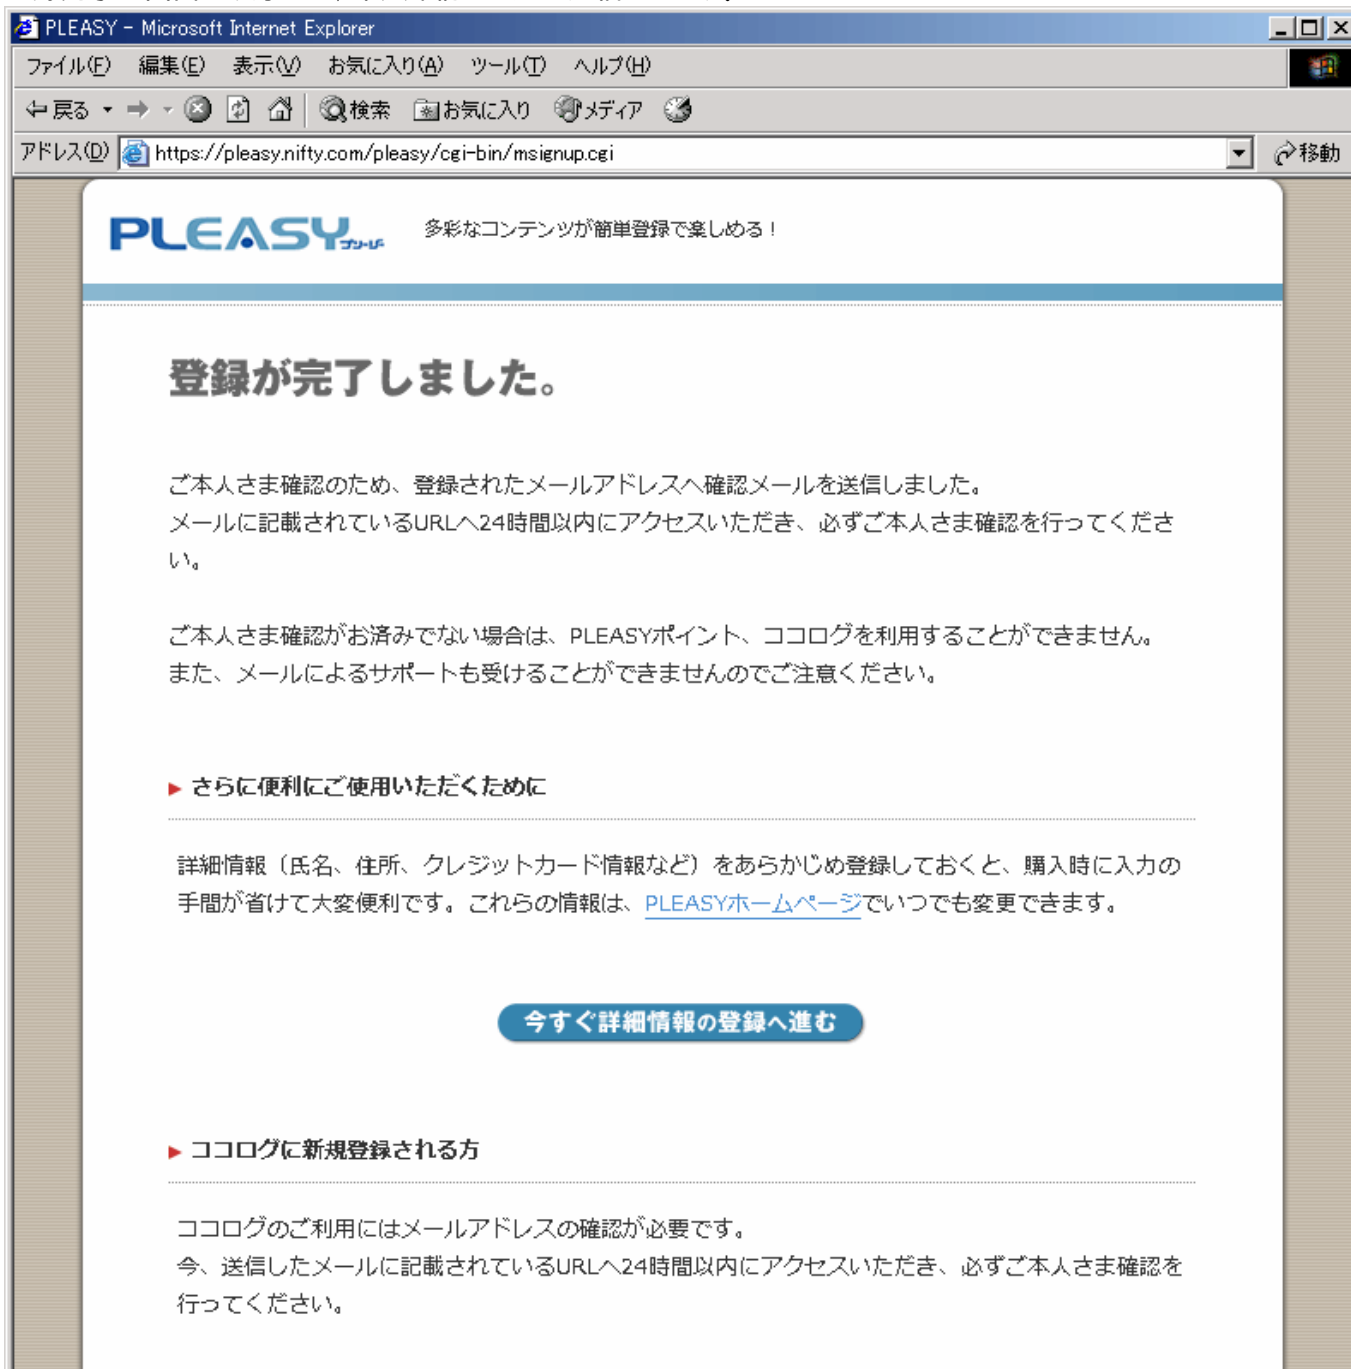 PLEASY - Microsoft Internet Explorer
ファイル(F) 編集(E) 表示(V) お気に入り(A) ツール(T) ヘルプ(H)
戻る 検索 お気に入り メディア
アドレス(D) https://pleasy.nifty.com/pleasy/cgi-bin/msignup.cgi 移動
PLEASY プリージー 多彩なコンテンツが簡単登録で楽しめる!
登録が完了しました。
ご本人さま確認のため、登録されたメールアドレスへ確認メールを送信しました。
メールに記載されているURLへ24時間以内にアクセスいただき、必ずご本人さま確認を行ってくださ
い。
ご本人さま確認がお済みでない場合は、PLEASYポイント、ココログを利用することができません。
また、メールによるサポートも受けることができませんのでご注意ください。
さらに便利にご使用いただくために
詳細情報(氏名、住所、クレジットカード情報など)をあらかじめ登録しておくと、購入時に入力の
手間が省けて大変便利です。これらの情報は、PLEASYホームページでいつでも変更できます。
今すぐ詳細情報の登録へ進む
ココログに新規登録される方
ココログのご利用にはメールアドレスの確認が必要です。
今、送信したメールに記載されているURLへ24時間以内にアクセスいただき、必ずご本人さま確認を
行ってください。